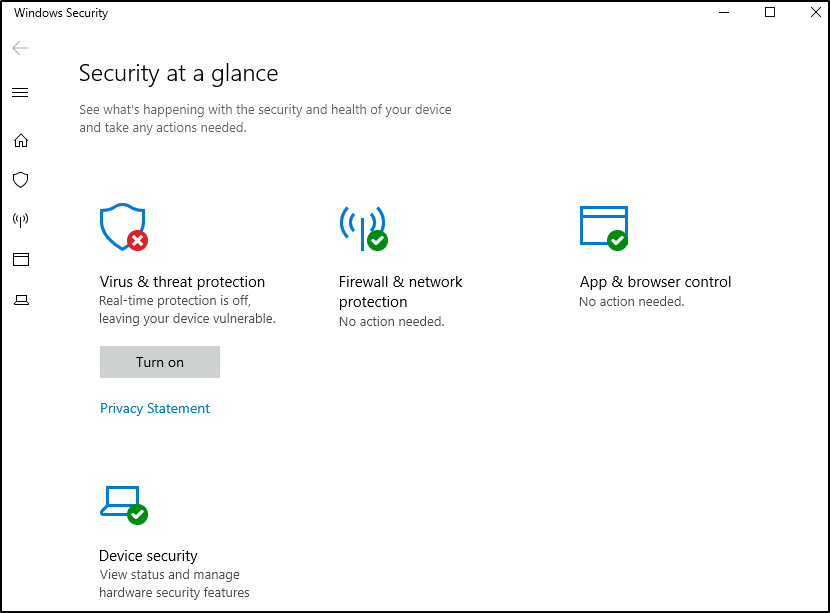 Windows Security
Security at a glance
See what's happening with the security and health of your device
and take any actions needed.
Virus & threat protection
Real-time protection is off,
leaving your device vulnerable.
Turn on
Privacy Statement
Firewall & network
protection
No action needed.
App & browser control
No action needed.
Device security
View status and manage
hardware security features